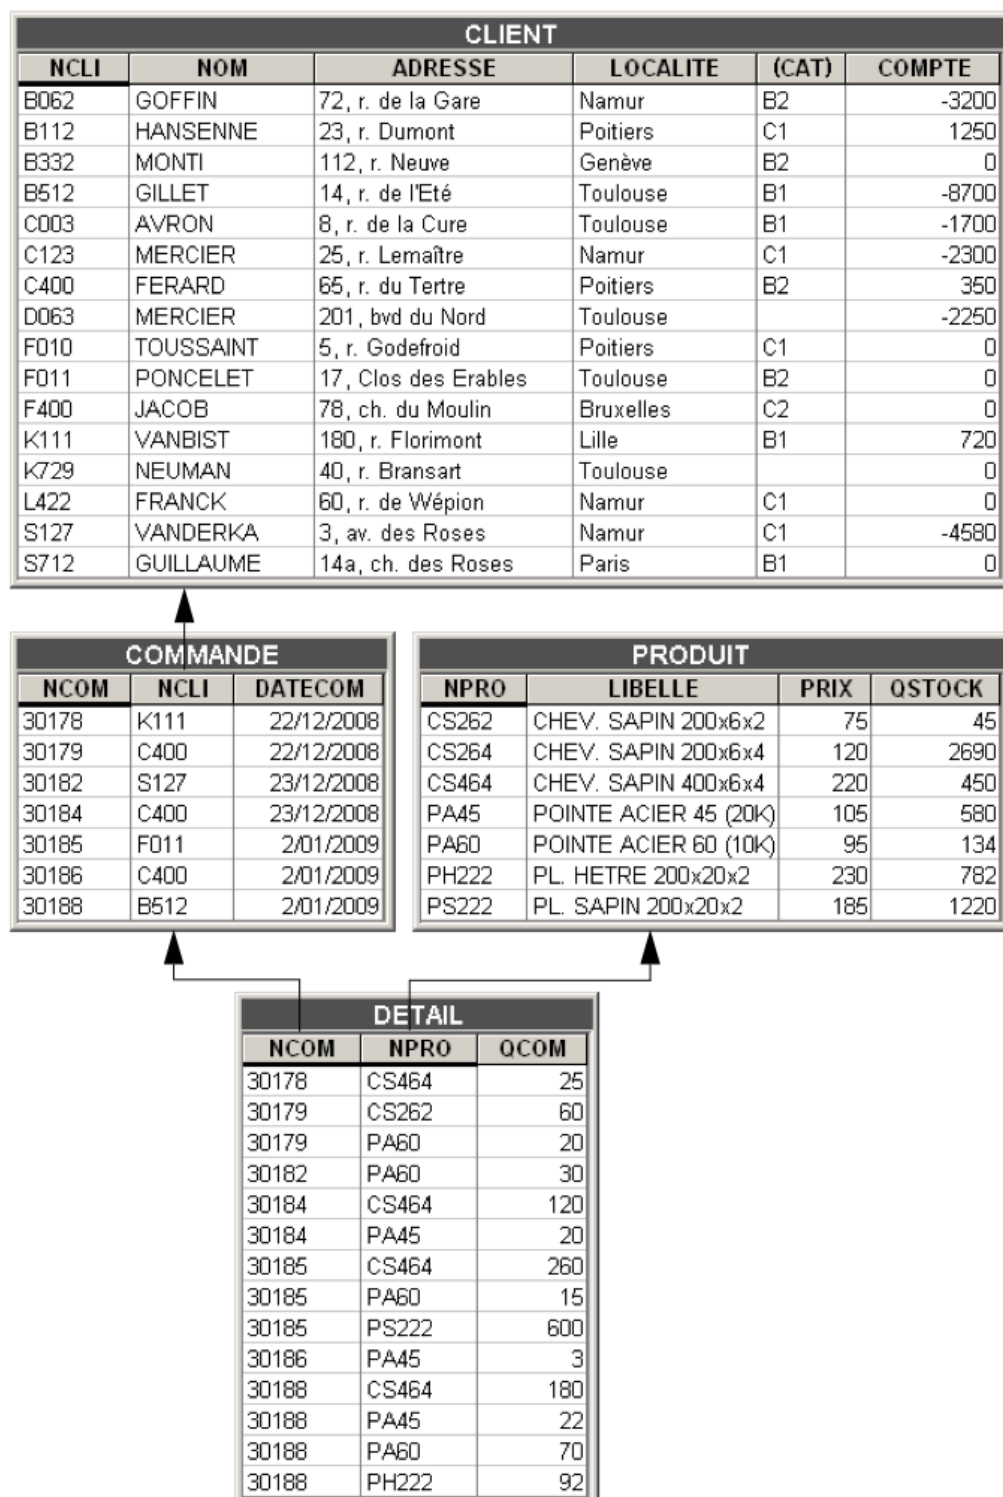 CLIENT
NCLI NOM ADRESSE LOCALITE (CAT) COMPTE
B062 GOFFIN 72, r. de la Gare Namur B2 -3200
B112 HANSENNE 23, r. Dumont Poitiers C1 1250
B332 MONTI 112, r. Neuve Genève B2 0
B512 GILLET 14, r. de l'Eté Toulouse B1 -8700
C003 AVRON 8, r. de la Cure Toulouse B1 -1700
C123 MERCIER 25, r. Lemaître Namur C1 -2300
C400 FERARD 65, r. du Tertre Poitiers B2 350
D063 MERCIER 201, bvd du Nord Toulouse -2250
F010 TOUSSAINT 5, r. Godefroid Poitiers C1 0
F011 PONCELET 17, Clos des Erables Toulouse B2 0
F400 JACOB 78, ch. du Moulin Bruxelles C2 0
K111 VANBIST 180, r. Florimont Lille B1 720
K729 NEUMAN 40, r. Bransart Toulouse 0
L422 FRANCK 60, r. de Wépion Namur C1 0
S127 VANDERKA 3, av. des Roses Namur C1 -4580
S712 GUILLAUME 14a, ch. des Roses Paris B1 0
COMMANDE
NCOM NCLI DATECOM
30178 K111 22/12/2008
30179 C400 22/12/2008
30182 S127 23/12/2008
30184 C400 23/12/2008
30185 F011 2/01/2009
30186 C400 2/01/2009
30188 B512 2/01/2009
PRODUIT
NPRO LIBELLE PRIX QSTOCK
CS262 CHEV. SAPIN 200x6x2 75 45
CS264 CHEV. SAPIN 200x6x4 120 2690
CS464 CHEV. SAPIN 400x6x4 220 450
PA45 POINTE ACIER 45 (20K) 105 580
PA60 POINTE ACIER 60 (10K) 95 134
PH222 PL. HETRE 200x20x2 230 782
PS222 PL. SAPIN 200x20x2 185 1220
DETAIL
NCOM NPRO QCOM
30178 CS464 25
30179 CS262 60
30179 PA60 20
30182 PA60 30
30184 CS464 120
30184 PA45 20
30185 CS464 260
30185 PA60 15
30185 PS222 600
30186 PA45 3
30188 CS464 180
30188 PA45 22
30188 PA60 70
30188 PH222 92